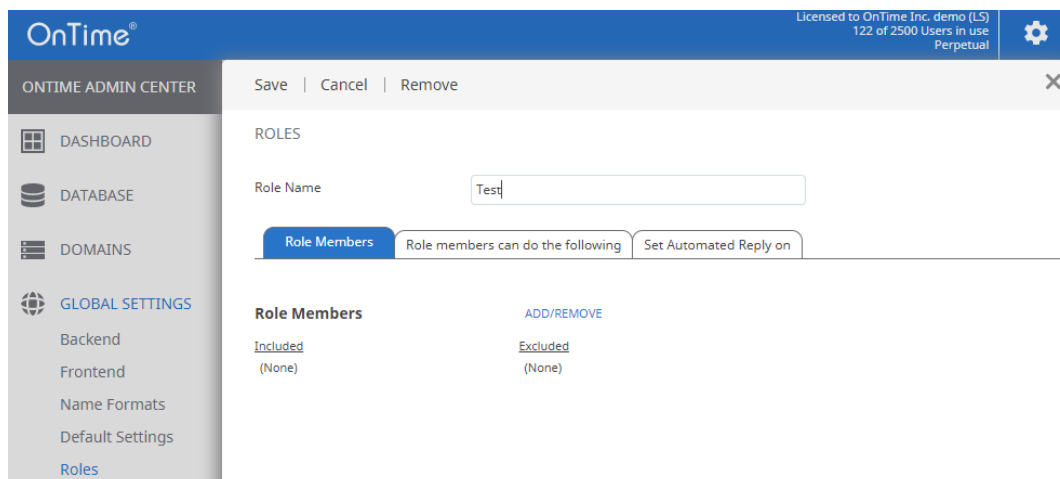 OnTime®
Licensed to OnTime Inc. demo (LS)
122 of 2500 Users in use
Perpetual
ONTIME ADMIN CENTER
Save | Cancel | Remove
DASHBOARD
DATABASE
DOMAINS
GLOBAL SETTINGS
Backend
Frontend
Name Formats
Default Settings
Roles
ROLES
Role Name
Test
Role Members
Role members can do the following
Set Automated Reply on
Role Members
ADD/REMOVE
Included
Excluded
(None)
(None)